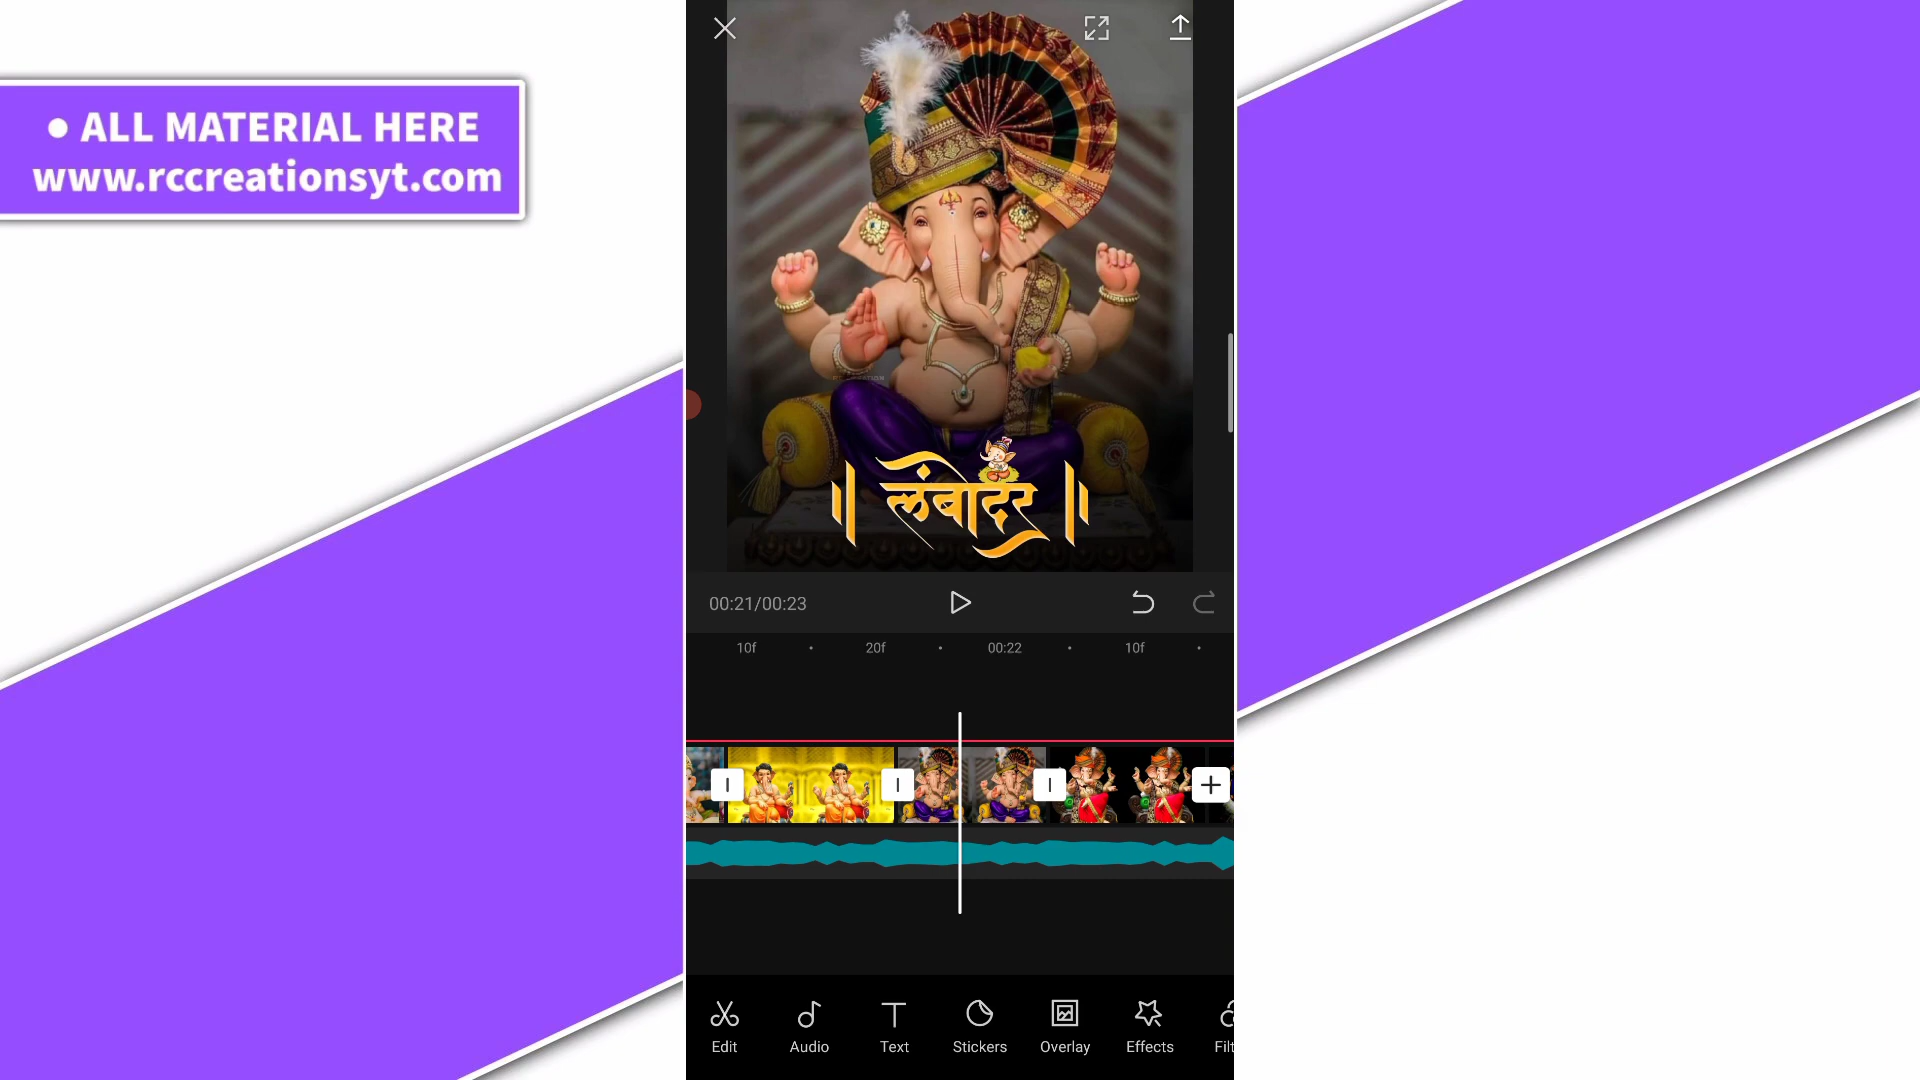 ● ALL MATERIAL HERE
www.rccreationsyt.com
|| लंबोदर ||
00:21/00:23
10f • 20f • 00:22 • 10f •
Edit Audio Text Stickers Overlay Effects Filt